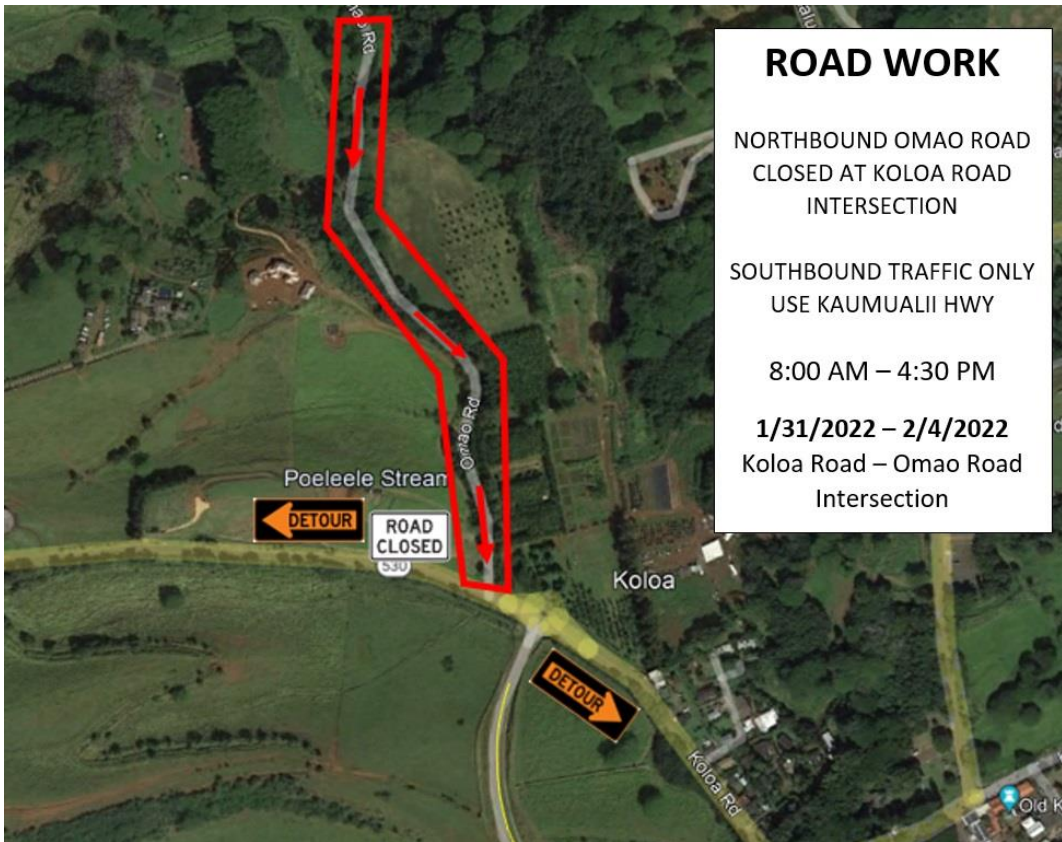 Omao Rd
ROAD WORK
NORTHBOUND OMAO ROAD
CLOSED AT KOLOA ROAD
INTERSECTION
SOUTHBOUND TRAFFIC ONLY
USE KAUMUALII HWY
8:00 AM – 4:30 PM
1/31/2022 – 2/4/2022
Koloa Road – Omao Road
Intersection
Poeleele Stream
DETOUR
ROAD
CLOSED
530
Koloa
DETOUR
Koloa Rd
Old K